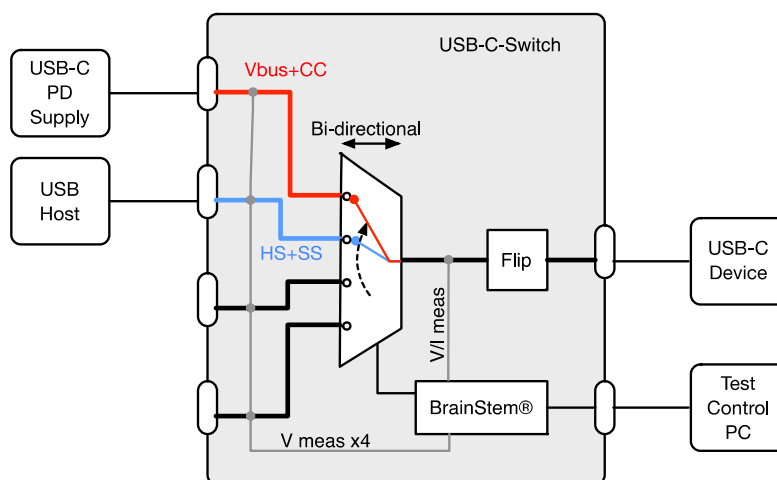 USB-C-Switch
USB-C
PD
Supply
Vbus+CC
Bi-directional
USB
Host
HS+SS
Flip
USB-C
Device
V/I meas
BrainStem®
Test
Control
PC
V meas x4